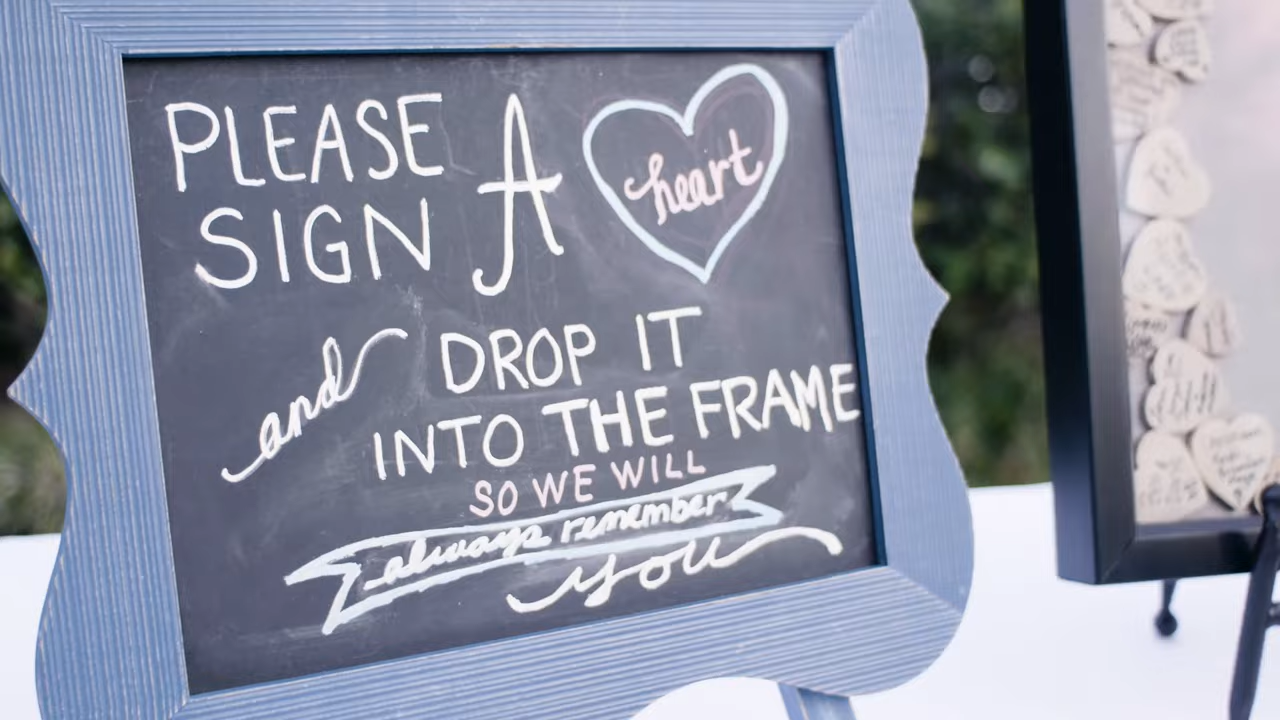 PLEASE
SIGN A heart
and DROP IT
INTO THE FRAME
SO WE WILL
always remember
you